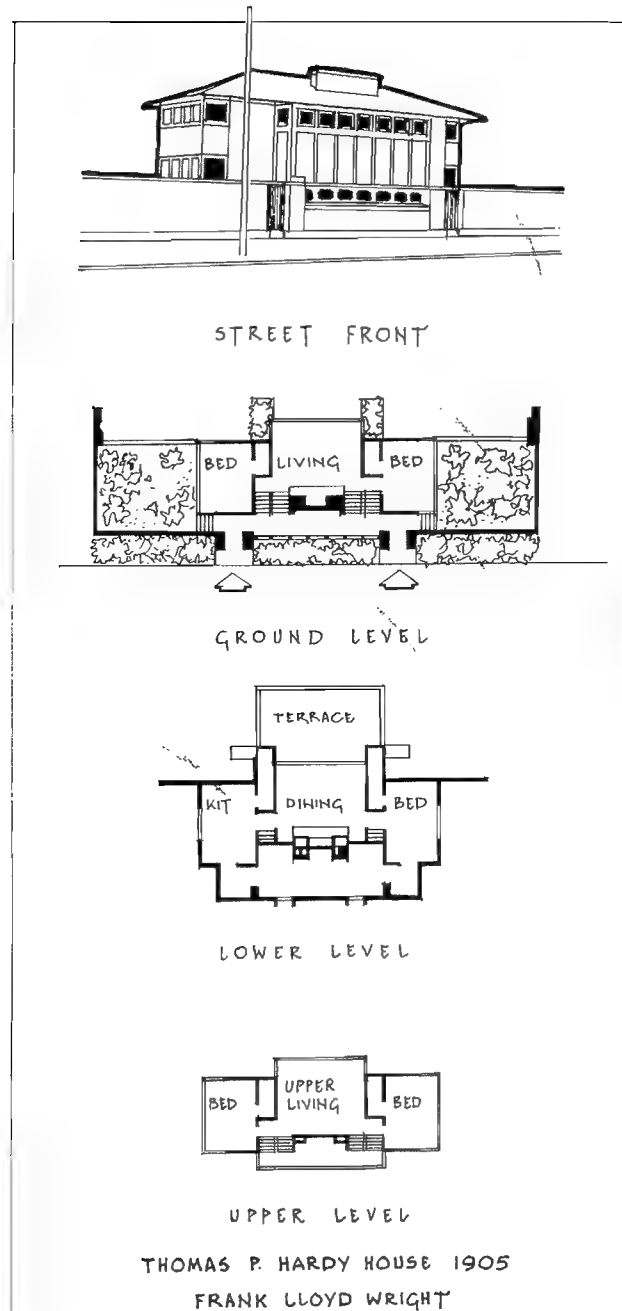 STREET FRONT
BED LIVING BED
GROUND LEVEL
TERRACE
KIT DINING BED
LOWER LEVEL
BED UPPER LIVING BED
UPPER LEVEL
THOMAS P. HARDY HOUSE 1905
FRANK LLOYD WRIGHT